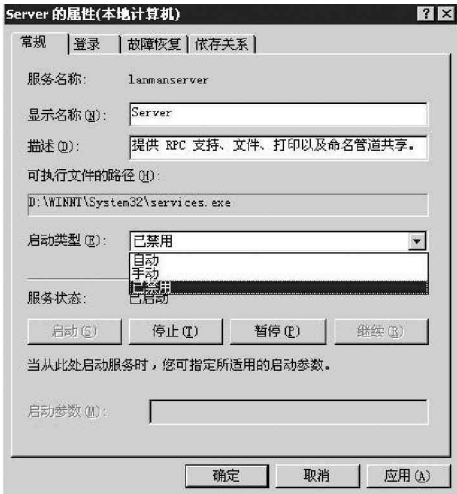 Server 的属性(本地计算机)
常规 登录 故障恢复 依存关系
服务名称: lanmanserver
显示名称(N): Server
描述(D): 提供 RPC 支持、文件、打印以及命名管道共享。
可执行文件的路径(H):
D:\WINNT\System32\services.exe
启动类型(E): 已禁用
自动
手动
已禁用
服务状态: 已启动
启动(S) 停止(T) 暂停(P) 继续(R)
当从此处启动服务时，您可指定所适用的启动参数。
启动参数(M):
确定 取消 应用(A)